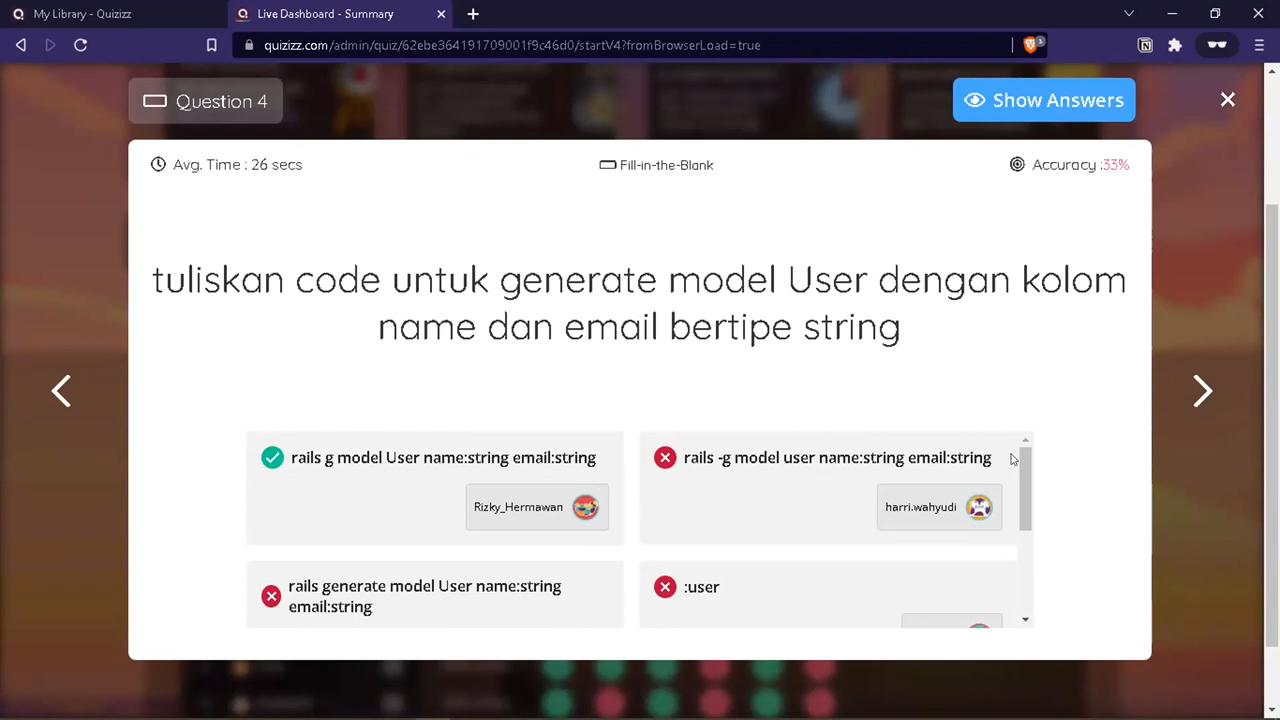 My Library - Quizizz
Live Dashboard - Summary
quizizz.com/admin/quiz/62ebe364191709001f9c46d0/startV4?fromBrowserLoad=true
3
Question 4
Show Answers
Avg. Time : 26 secs
Fill-in-the-Blank
Accuracy :33%
tuliskan code untuk generate model User dengan kolom
name dan email bertipe string
rails g model User name:string email:string
Rizky_Hermawan
rails -g model user name:string email:string
harri.wahyudi
rails generate model User name:string
email:string
:user